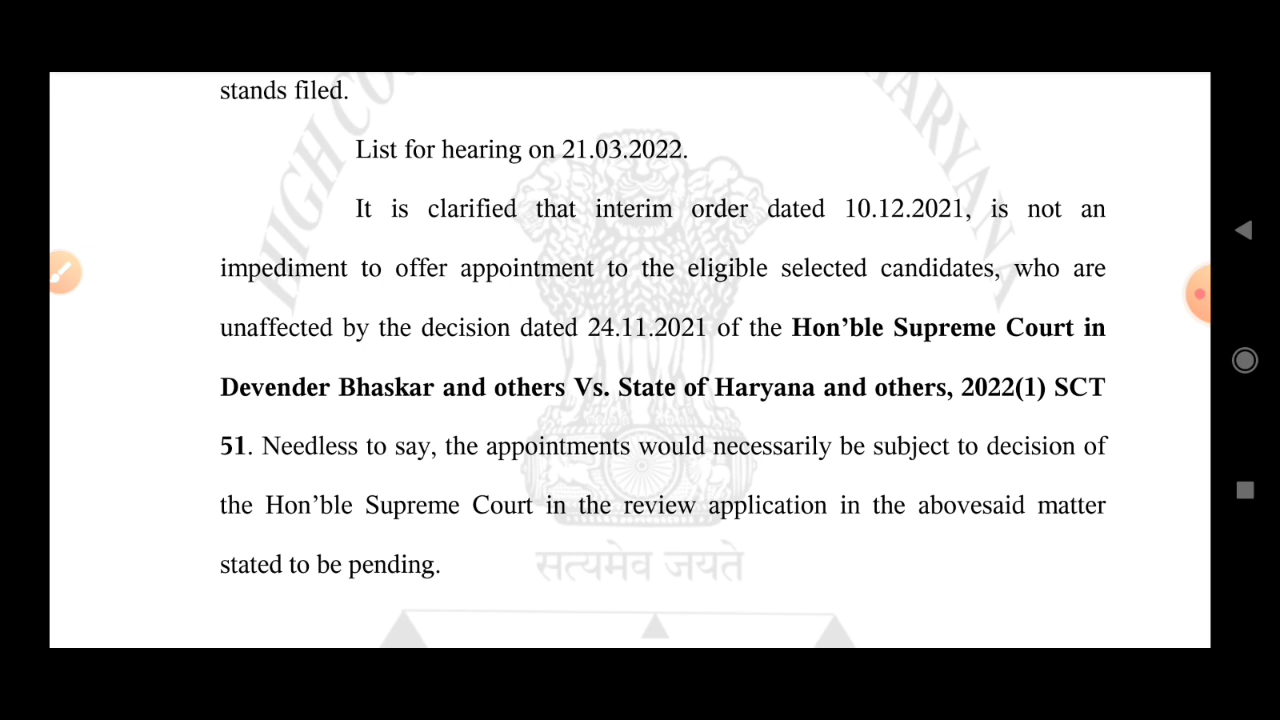 HIGH COU HARYAN
stands filed.
List for hearing on 21.03.2022.
It is clarified that interim order dated 10.12.2021, is not an
impediment to offer appointment to the eligible selected candidates, who are
unaffected by the decision dated 24.11.2021 of the Hon’ble Supreme Court in
Devender Bhaskar and others Vs. State of Haryana and others, 2022(1) SCT
51. Needless to say, the appointments would necessarily be subject to decision of
the Hon’ble Supreme Court in the review application in the abovesaid matter
stated to be pending.
सत्यमेव जयते